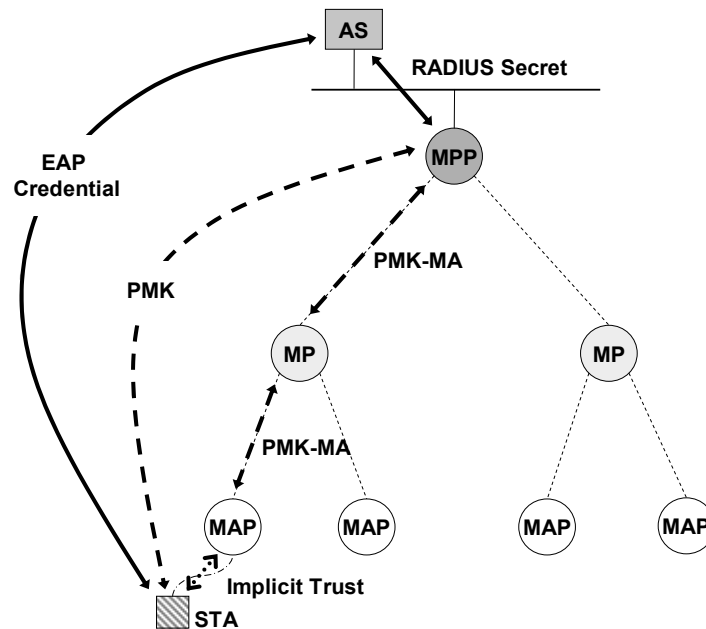 AS
RADIUS Secret
MPP
EAP
Credential
PMK-MA
PMK
MP
MP
PMK-MA
MAP
MAP
MAP
MAP
Implicit Trust
STA